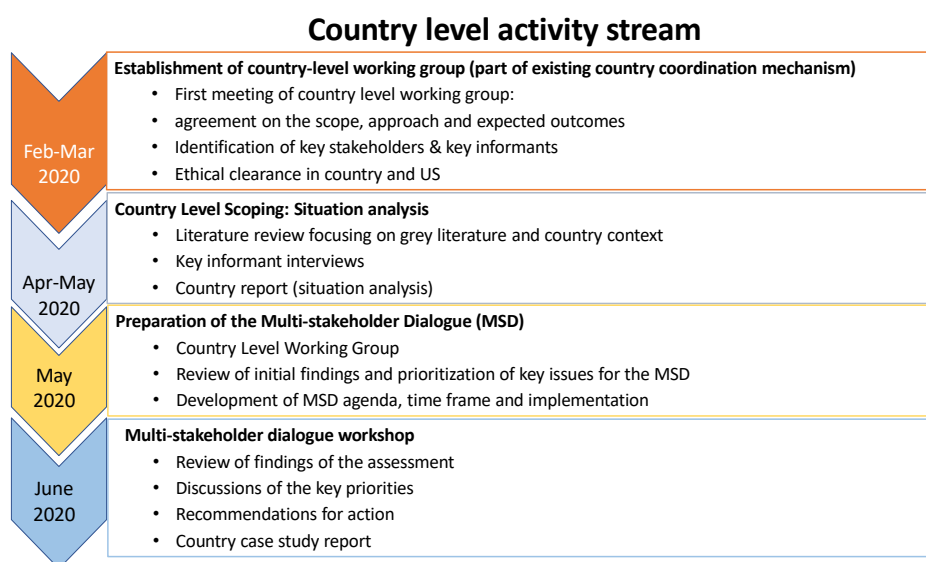 Country level activity stream
Feb-Mar
2020
Establishment of country-level working group (part of existing country coordination mechanism)
• First meeting of country level working group:
• agreement on the scope, approach and expected outcomes
• Identification of key stakeholders & key informants
• Ethical clearance in country and US
Apr-May
2020
Country Level Scoping: Situation analysis
• Literature review focusing on grey literature and country context
• Key informant interviews
• Country report (situation analysis)
May
2020
Preparation of the Multi-stakeholder Dialogue (MSD)
• Country Level Working Group
• Review of initial findings and prioritization of key issues for the MSD
• Development of MSD agenda, time frame and implementation
June
2020
Multi-stakeholder dialogue workshop
• Review of findings of the assessment
• Discussions of the key priorities
• Recommendations for action
• Country case study report